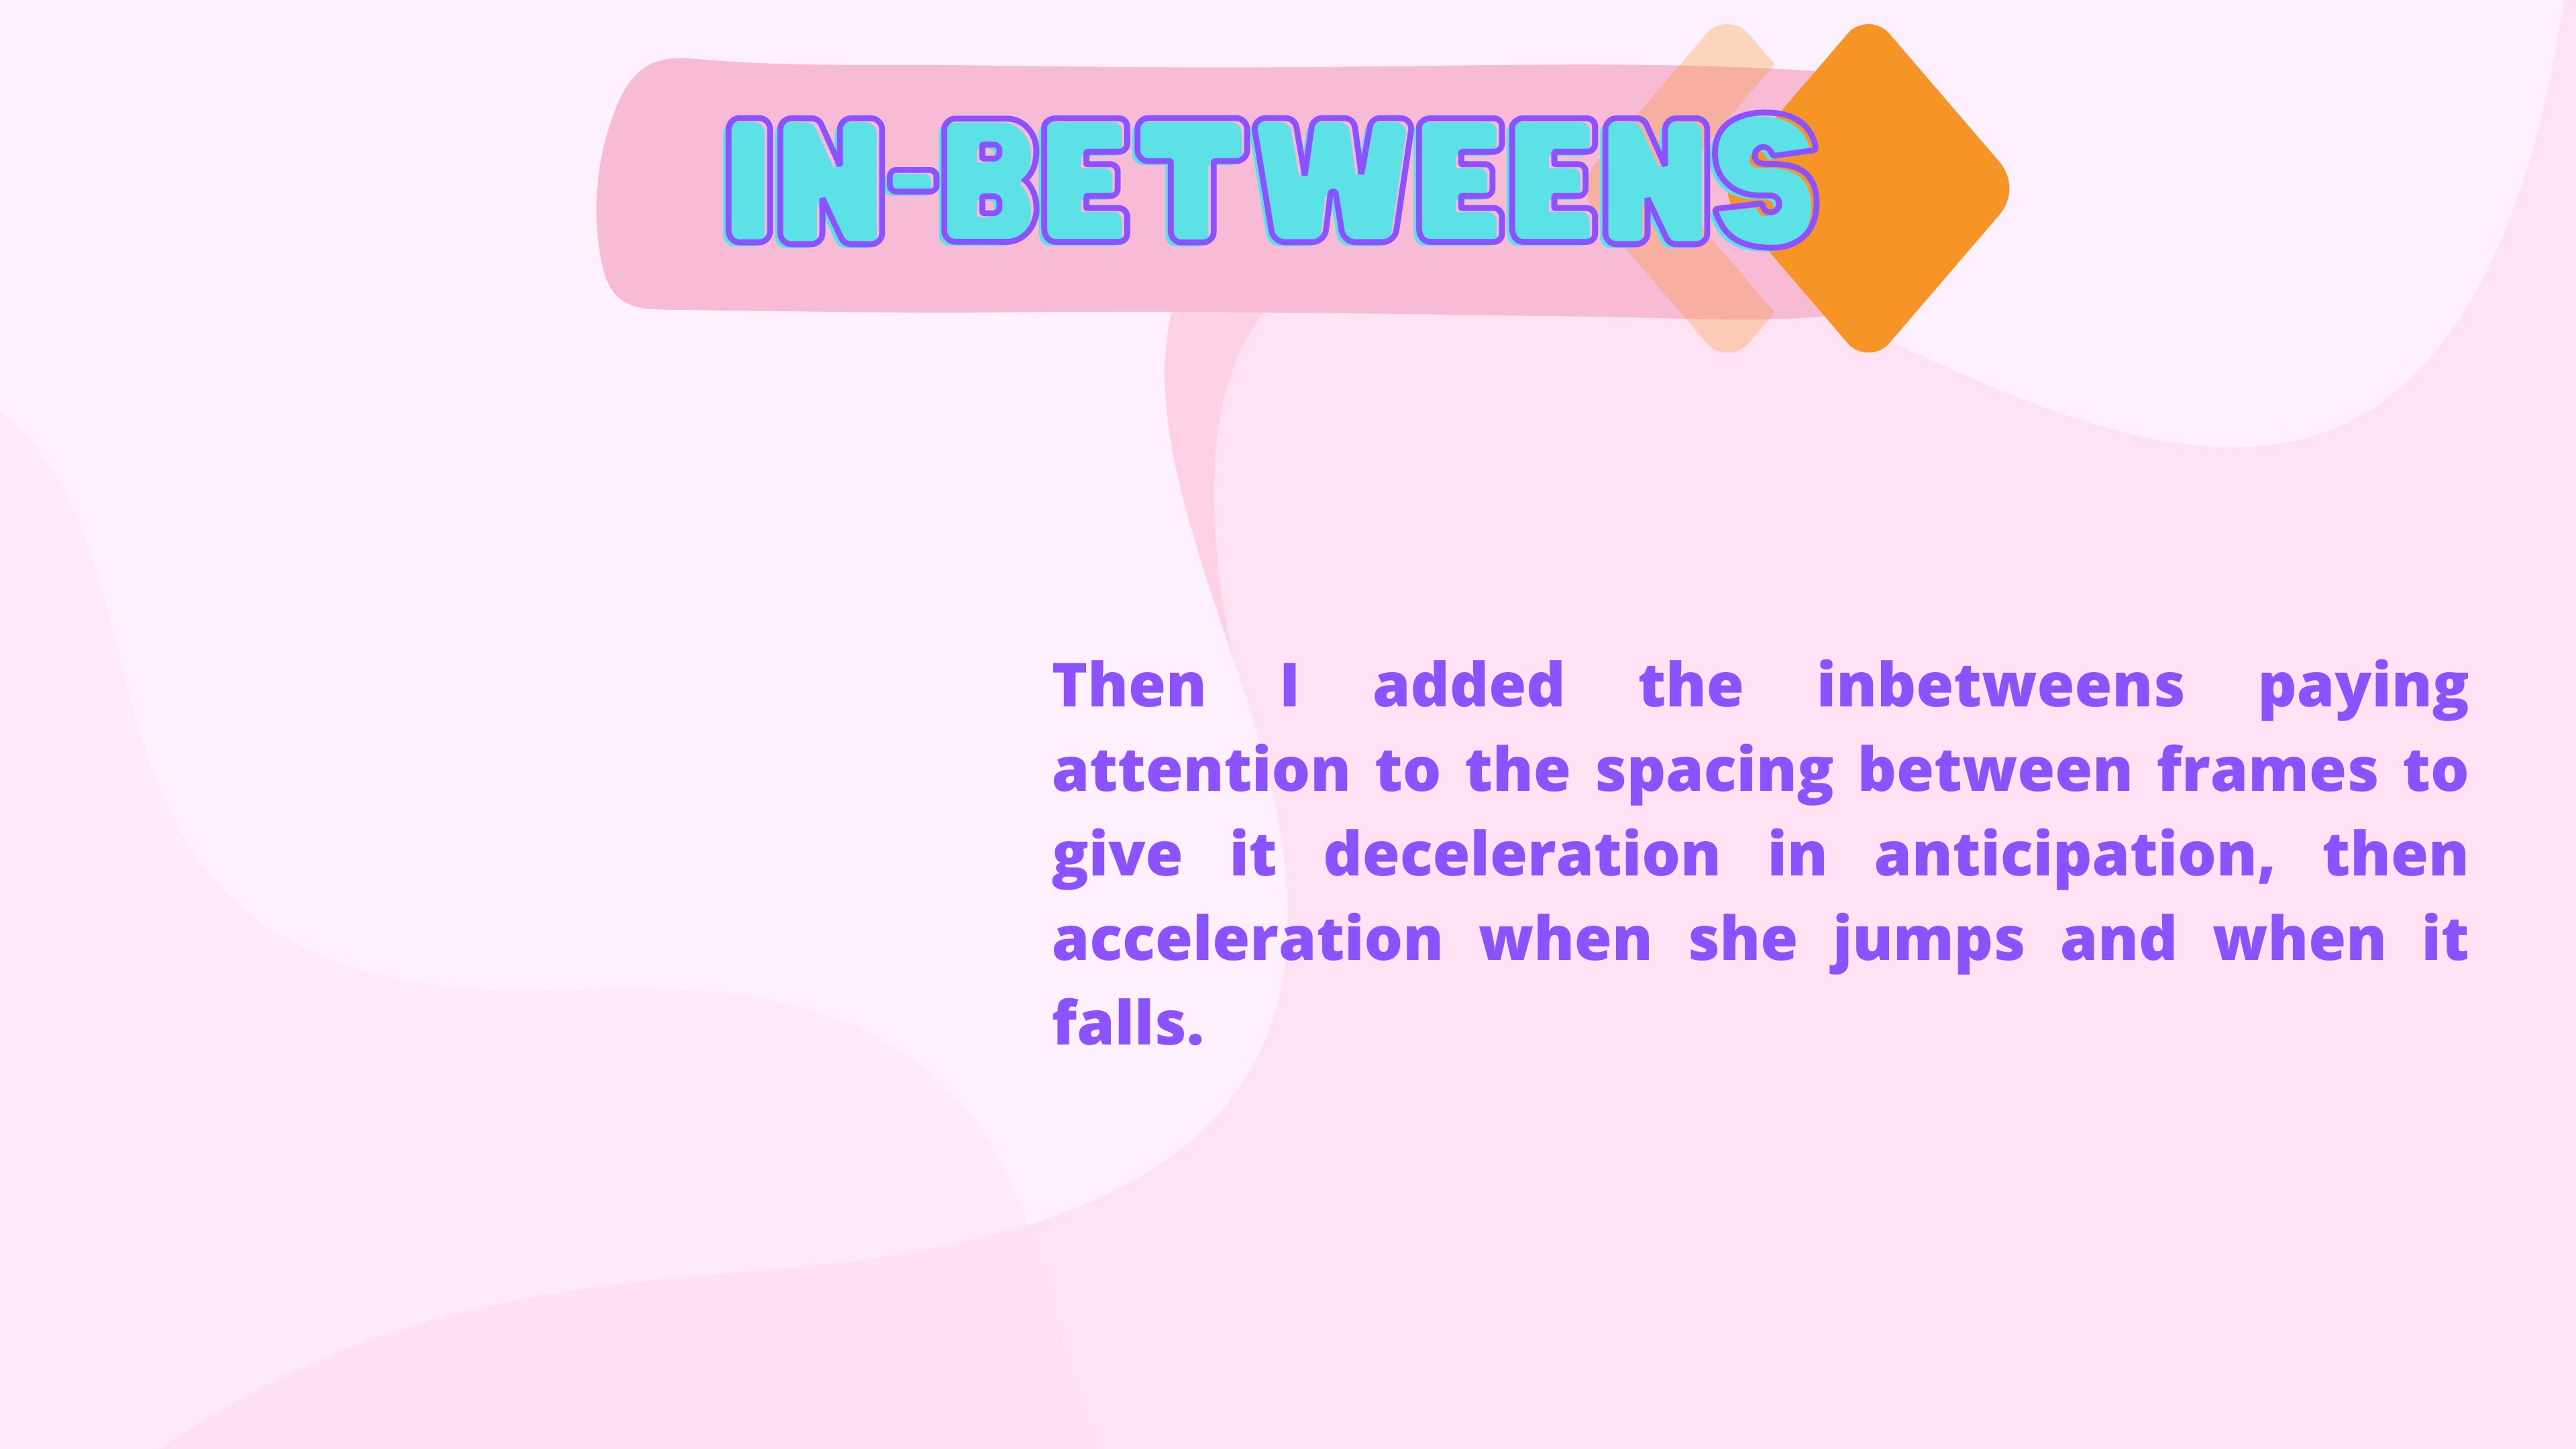 IN-BETWEENS
Then I added the inbetweens paying
attention to the spacing between frames to
give it deceleration in anticipation, then
acceleration when she jumps and when it
falls.